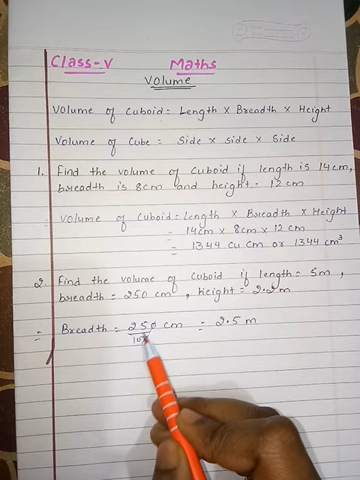 Class-V Maths
Volume
Volume of Cuboid = Length × Breadth × Height
Volume of Cube = Side × Side × Side
1. Find the volume of Cuboid if length is 14cm,
breadth is 8cm and height = 12cm
Volume of Cuboid = Length × Breadth × Height
= 14cm × 8cm × 12 cm
= 1344 Cu Cm or 1344 cm³
2. Find the volume of Cuboid if length = 5m,
breadth = 250 cm, height = 2.2m
∴ Breadth = 250 cm = 2.5 m